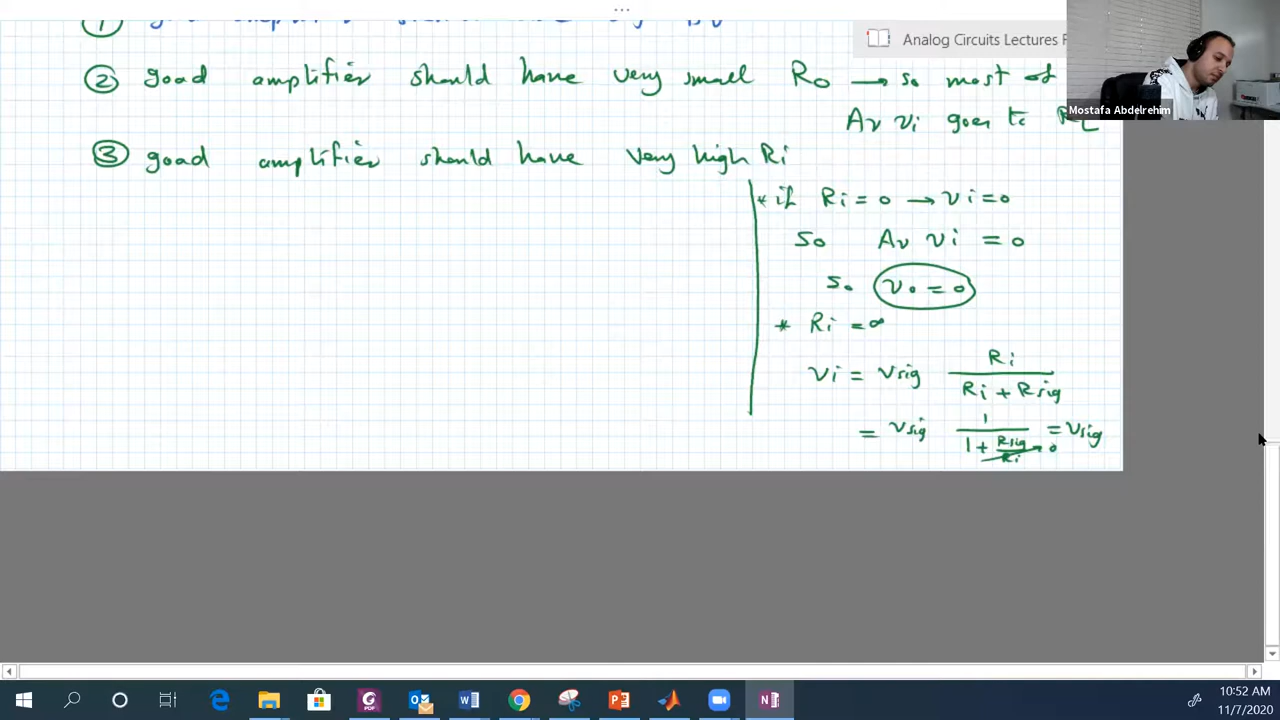 ①
② good amplifier should have very small Ro → so most of
Av vi goes to RL
③ good amplifier should have very high Ri
* if Ri = 0 → vi = 0
So Av vi = 0
So vo = 0
* Ri = ∞
vi = vsig Ri / (Ri + Rsig)
= vsig 1 / (1 + Rsig/Ri → 0) = vsig
Analog Circuits Lectures F
Mostafa Abdelrehim
10:52 AM
11/7/2020